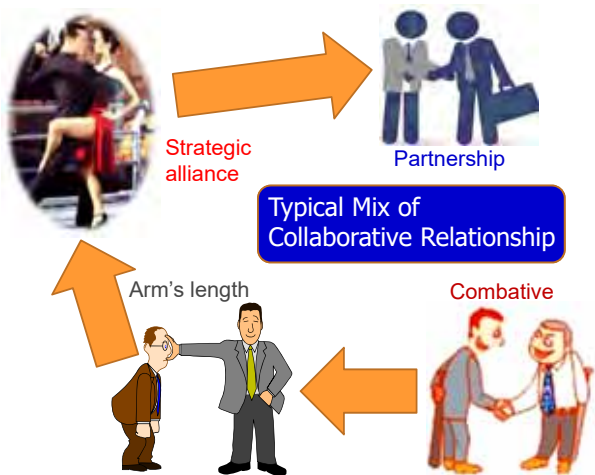 Strategic
alliance
Partnership
Typical Mix of
Collaborative Relationship
Arm’s length
Combative